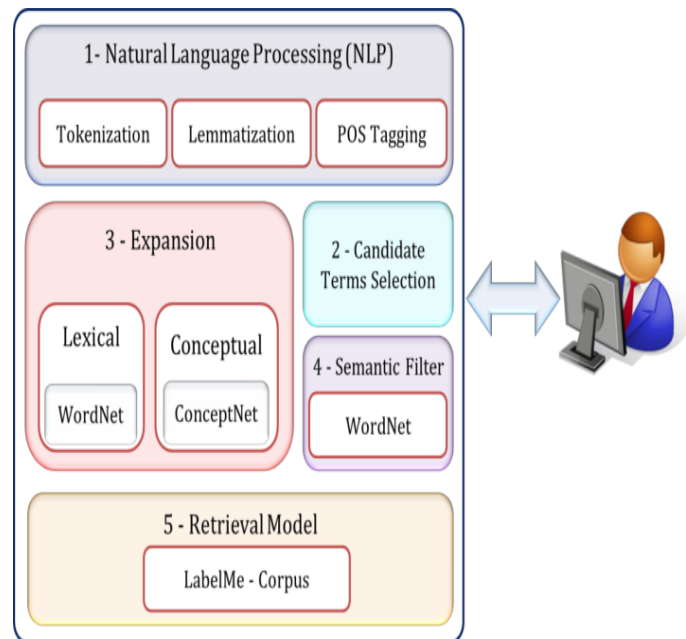 1- Natural Language Processing (NLP)
Tokenization
Lemmatization
POS Tagging
3 - Expansion
Lexical
WordNet
Conceptual
ConceptNet
2 - Candidate
Terms Selection
4 - Semantic Filter
WordNet
5 - Retrieval Model
LabelMe - Corpus